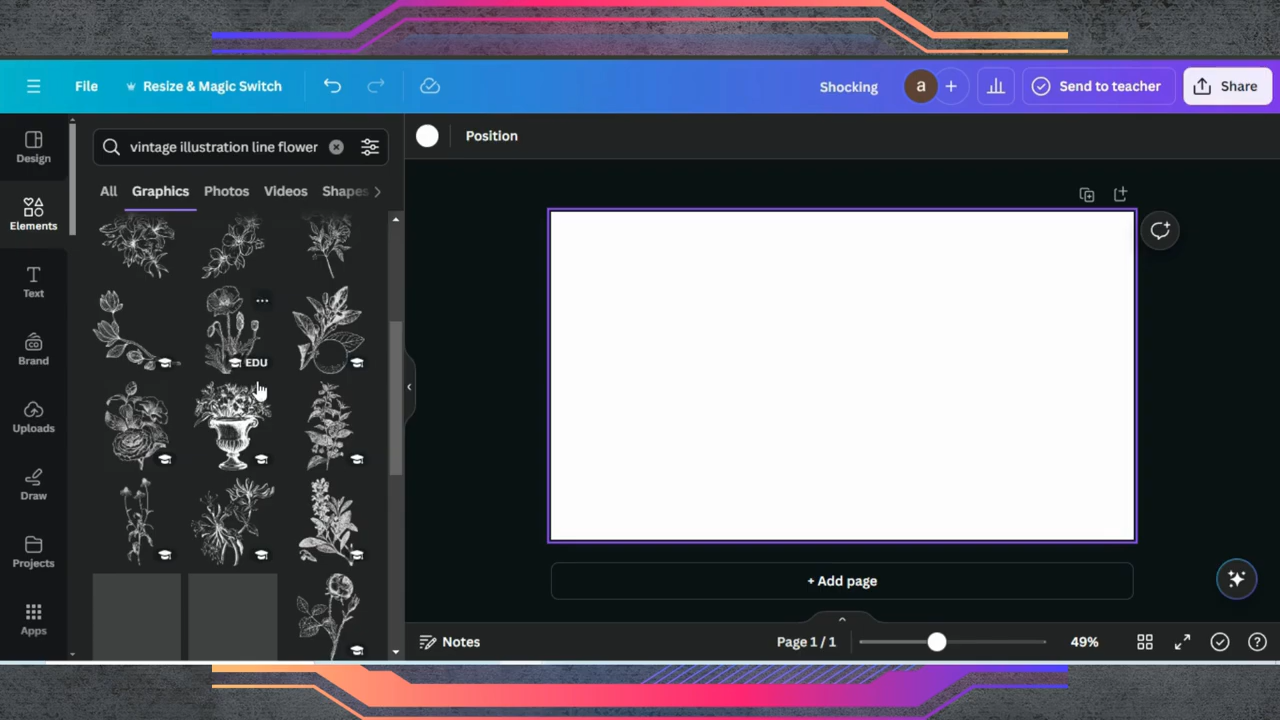 File
Resize & Magic Switch
Shocking
a
Send to teacher
Share
Design
Elements
Text
Brand
CO
Uploads
Draw
Projects
Apps
vintage illustration line flower
All
Graphics
Photos
Videos
Shapes
EDU
Position
+ Add page
Notes
Page 1 / 1
49%